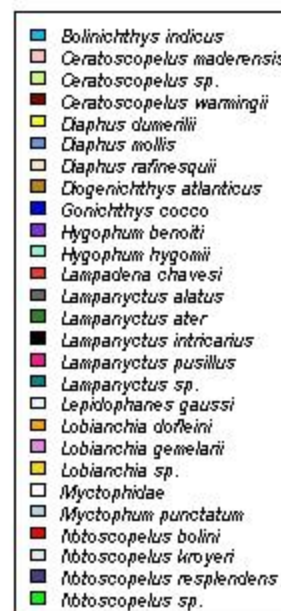 Bolinichthys indicus
Ceratoscopelus maderensis
Ceratoscopelus sp.
Ceratoscopelus warmingii
Diaphus dumerilii
Diaphus mollis
Diaphus rafinesquii
Diogenichthys atlanticus
Gonichthys cocco
Hygophum benoiti
Hygophum hygomii
Lampadena chavesi
Lampanyctus alatus
Lampanyctus ater
Lampanyctus intricarius
Lampanyctus pusillus
Lampanyctus sp.
Lepidophanes gaussi
Lobianchia dofleini
Lobianchia gemelarii
Lobianchia sp.
Myctophidae
Myctophum punctatum
Notoscopelus bolini
Notoscopelus kroyeri
Notoscopelus resplendens
Notoscopelus sp.